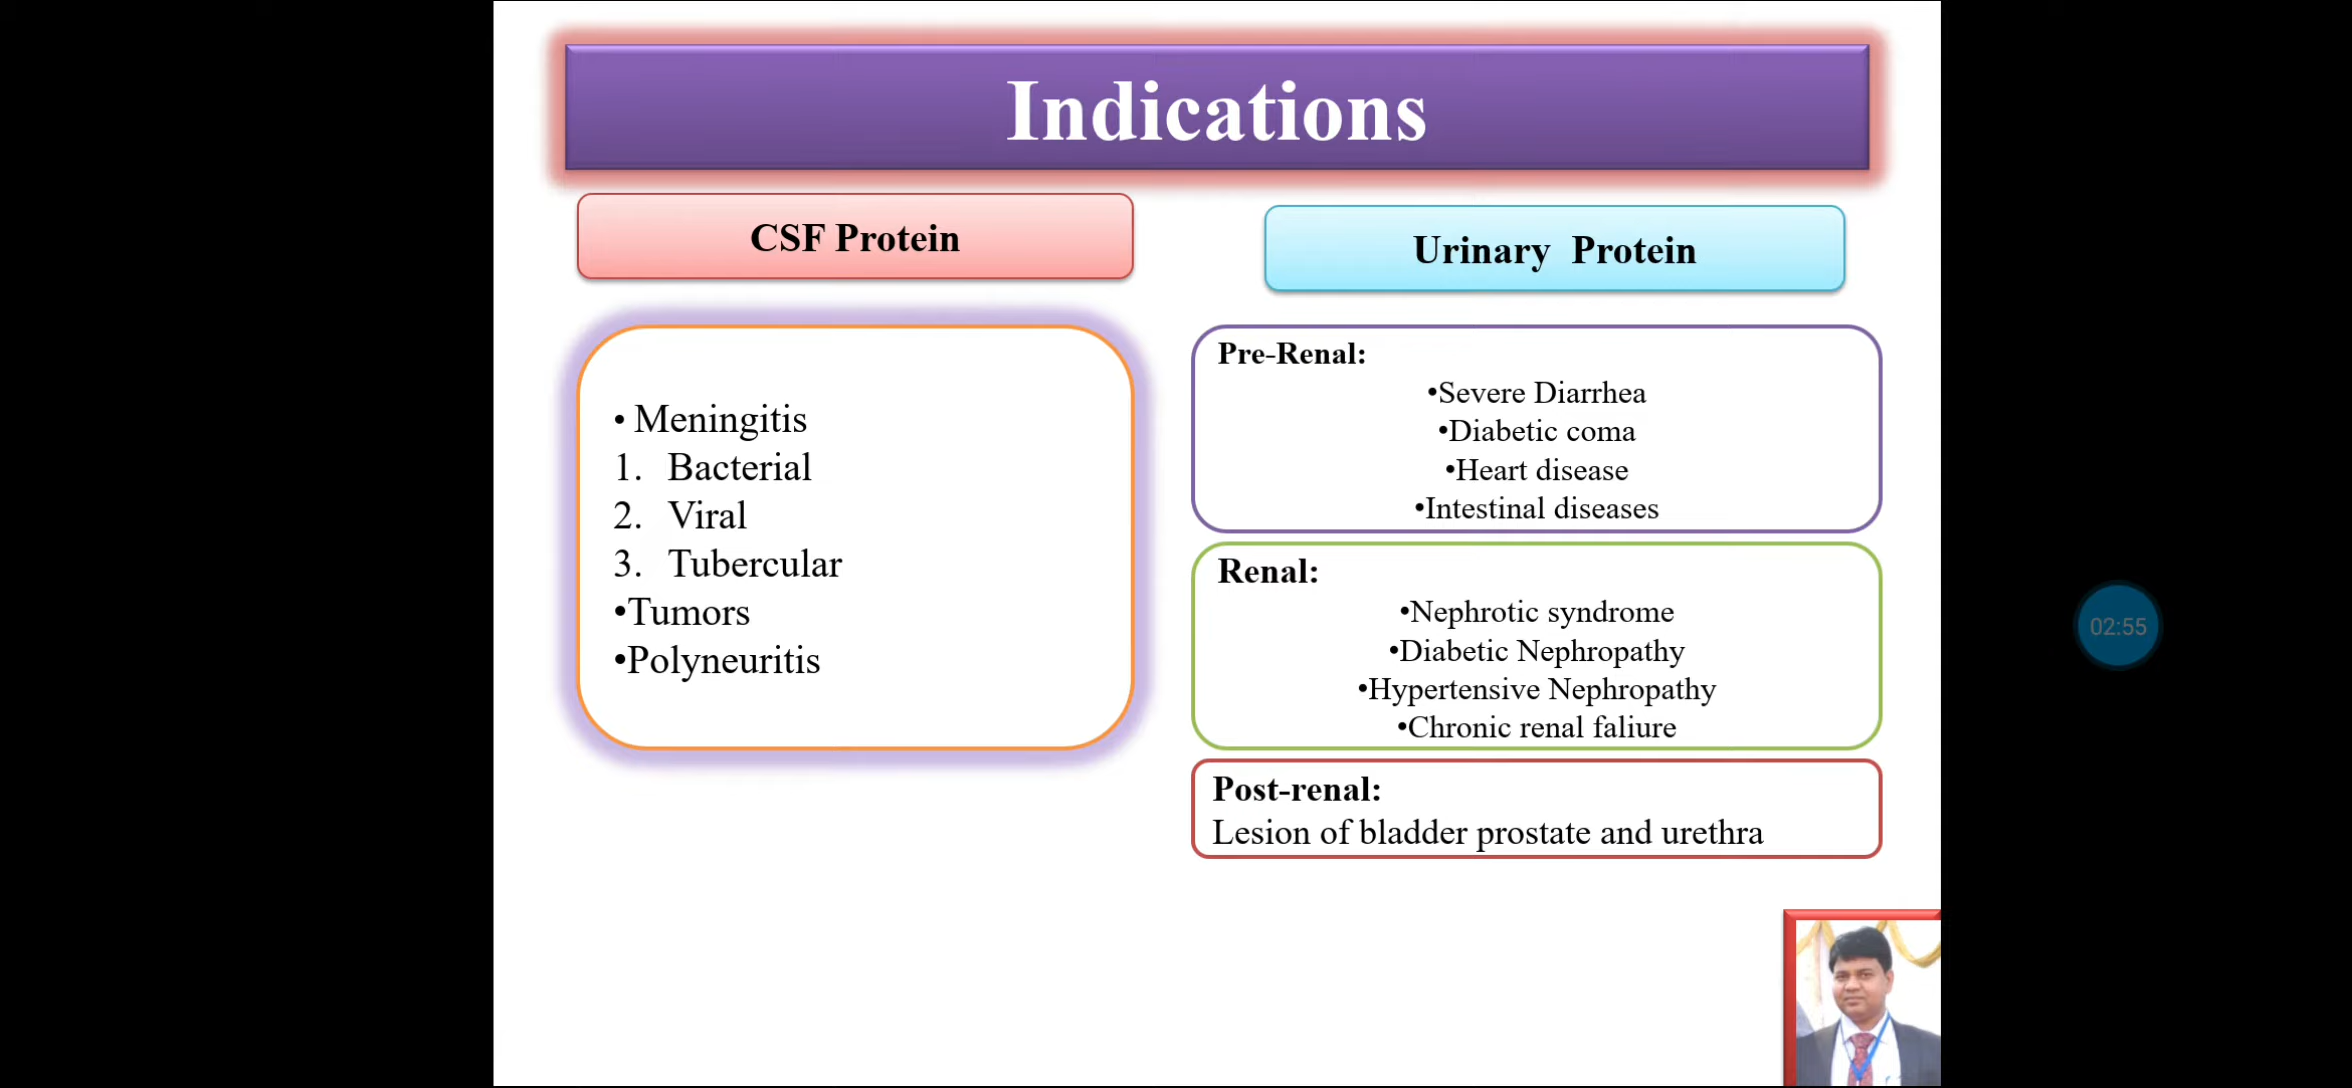 Indications
CSF Protein
• Meningitis
1. Bacterial
2. Viral
3. Tubercular
•Tumors
•Polyneuritis
Urinary Protein
Pre-Renal:
•Severe Diarrhea
•Diabetic coma
•Heart disease
•Intestinal diseases
Renal:
•Nephrotic syndrome
•Diabetic Nephropathy
•Hypertensive Nephropathy
•Chronic renal faliure
Post-renal:
Lesion of bladder prostate and urethra
02:55